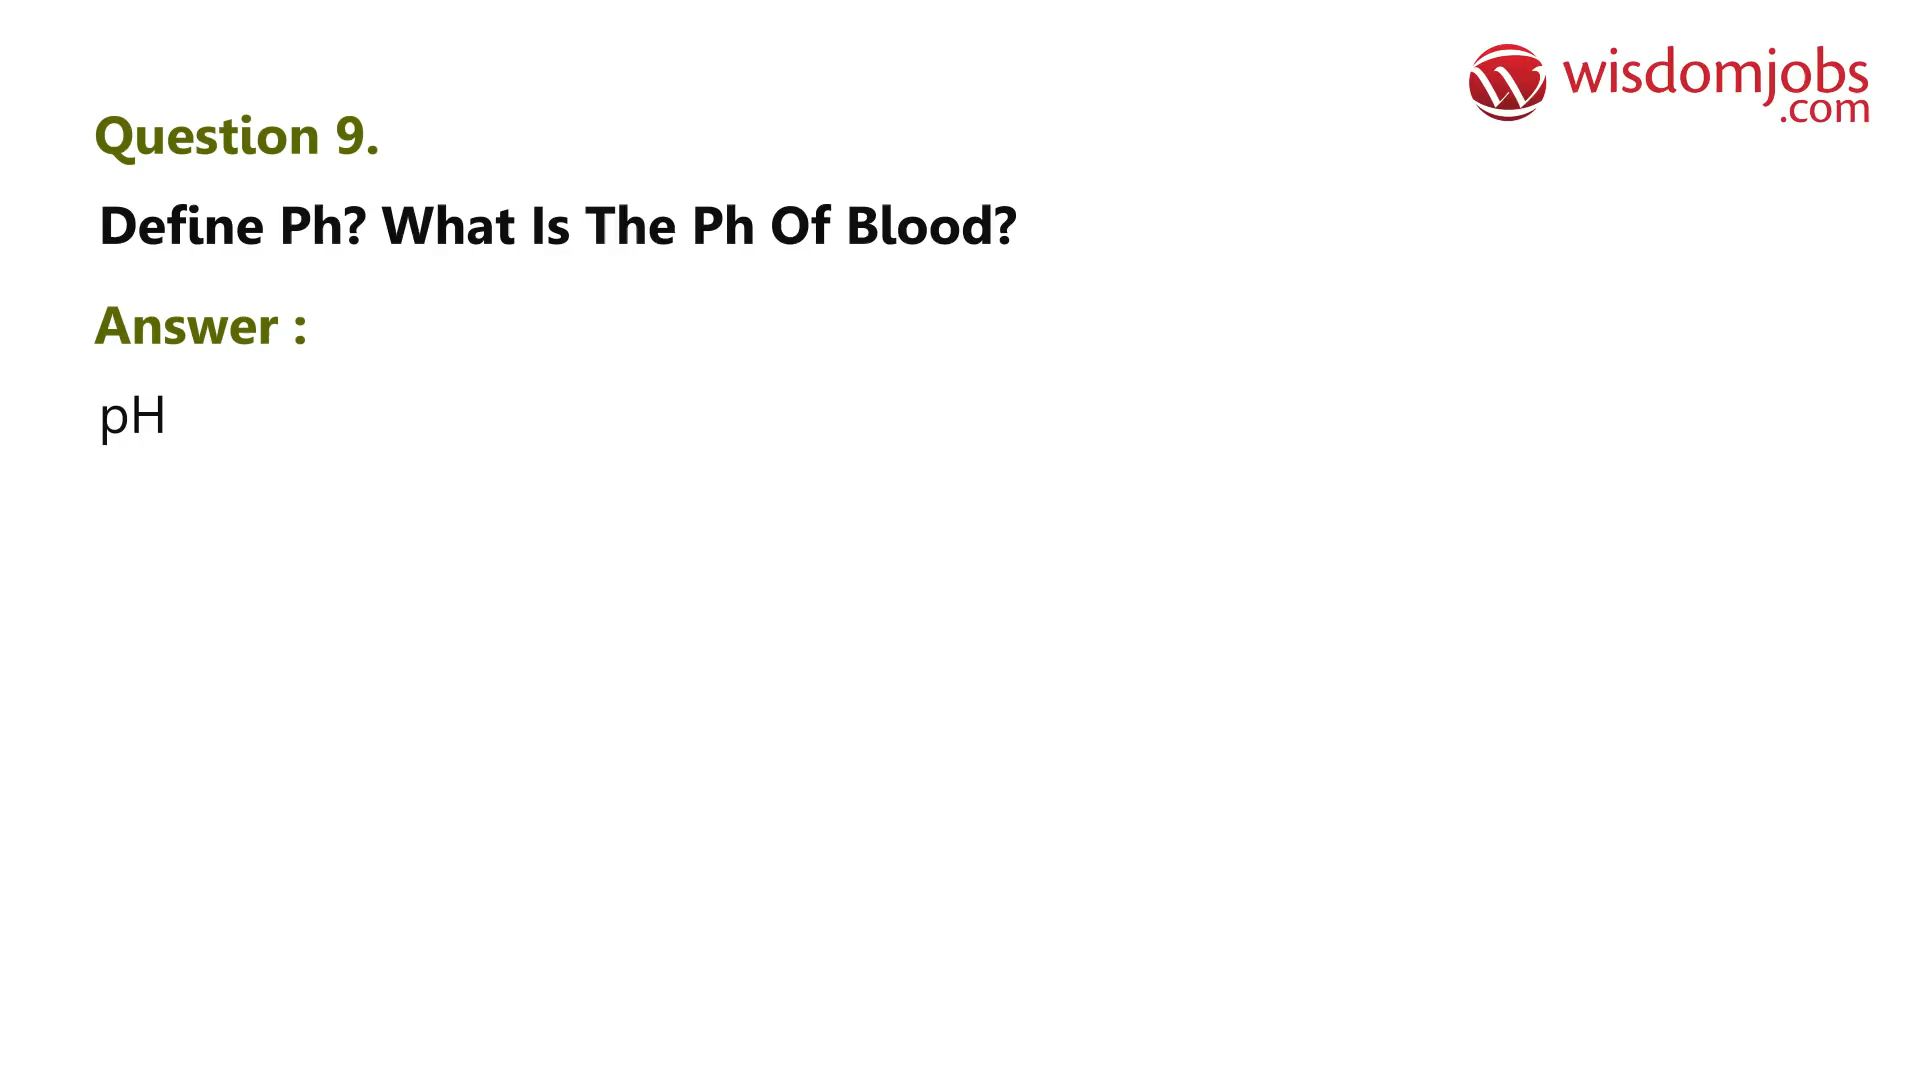 wisdomjobs
.com
Question 9.
Define Ph? What Is The Ph Of Blood?
Answer :
pH